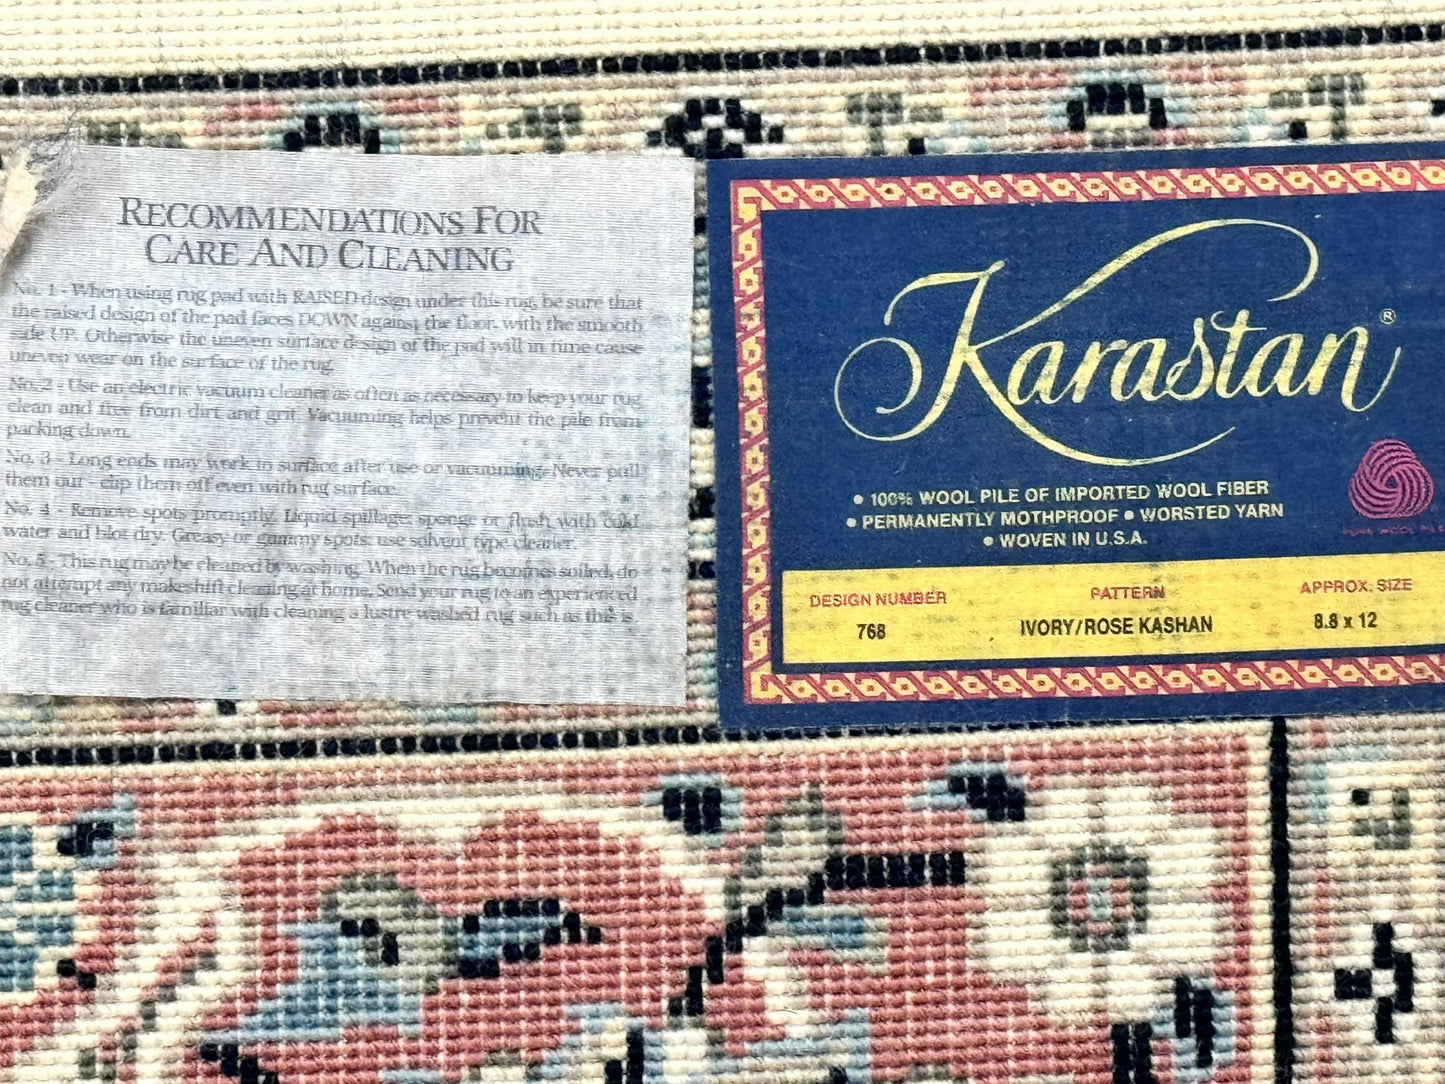 RECOMMENDATIONS FOR
CARE AND CLEANING
No. 1 - When using rug pad with RAISED design under this rug, be sure that
the raised design of the pad faces DOWN against the floor, with the smooth
side UP. Otherwise the uneven surface design of the pad will in time cause
uneven wear on the surface of the rug.
No. 2 - Use an electric vacuum cleaner as often as necessary to keep your rug
clean and free from dirt and grit. Vacuuming helps prevent the pile from
packing down.
No. 3 - Long ends may work to surface after use or vacuuming. Never pull
them out - clip them off even with rug surface.
No. 4 - Remove spots promptly. Liquid spillage: sponge or flush with cold
water and blot dry. Greasy or gummy spots: use solvent type cleaner.
No. 5 - This rug may be cleaned by washing. When the rug becomes soiled, do
not attempt any makeshift cleaning at home. Send your rug to an experienced
rug cleaner who is familiar with cleaning a lustre washed rug such as this is.
Karastan®
• 100% WOOL PILE OF IMPORTED WOOL FIBER
• PERMANENTLY MOTHPROOF • WORSTED YARN
• WOVEN IN U.S.A.
DESIGN NUMBER PATTERN APPROX. SIZE
768 IVORY/ROSE KASHAN 8.8 x 12